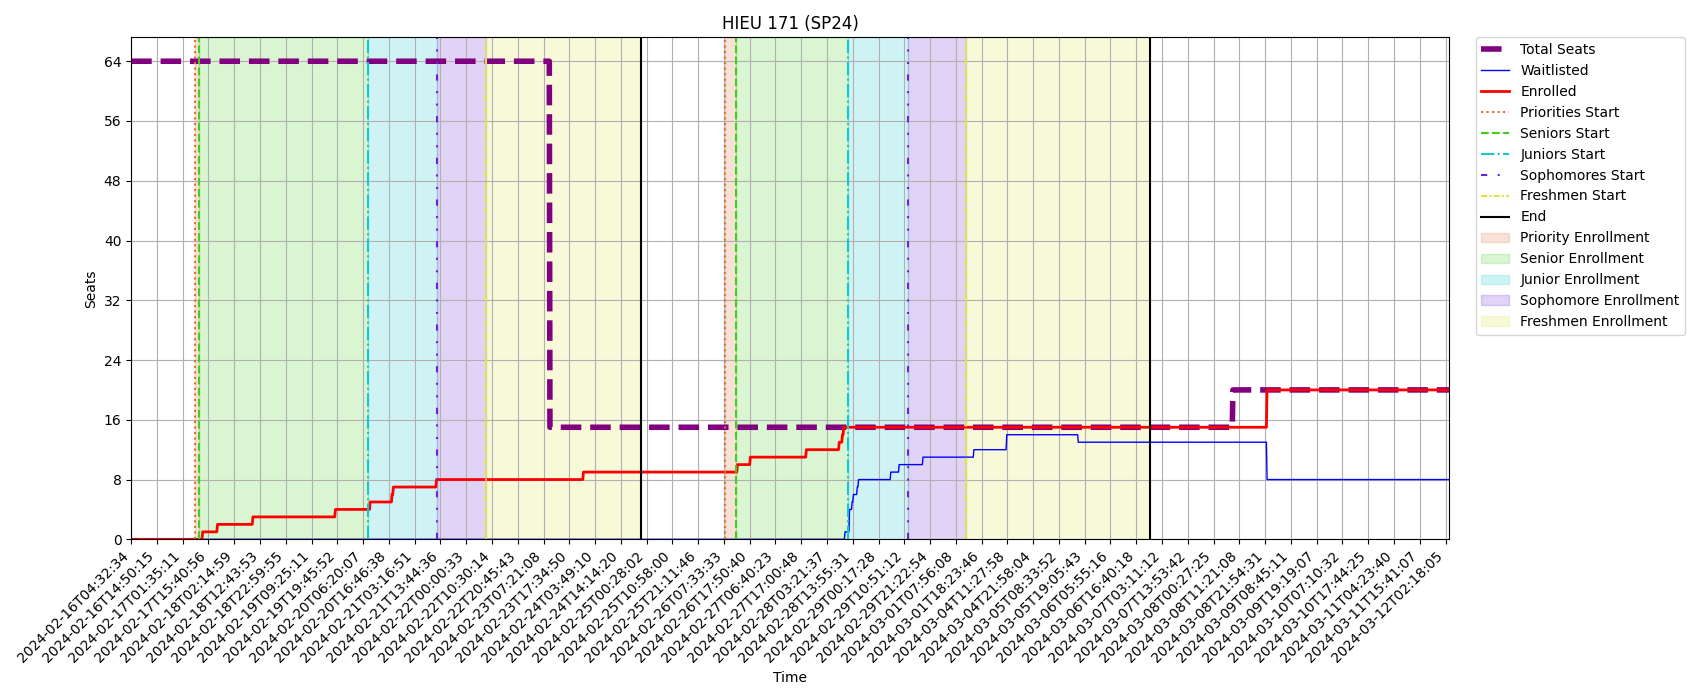 HIEU 171 (SP24)
Seats
64
56
48
40
32
24
16
8
0
Total Seats
Waitlisted
Enrolled
Priorities Start
Seniors Start
Juniors Start
Sophomores Start
Freshmen Start
End
Priority Enrollment
Senior Enrollment
Junior Enrollment
Sophomore Enrollment
Freshmen Enrollment
2024-02-16T04:32:34
2024-02-16T14:50:15
2024-02-17T01:35:11
2024-02-17T15:40:56
2024-02-18T02:14:59
2024-02-18T12:43:53
2024-02-18T22:59:55
2024-02-19T09:25:11
2024-02-19T19:45:52
2024-02-20T06:20:07
2024-02-20T16:46:38
2024-02-21T03:16:51
2024-02-21T13:44:36
2024-02-22T00:00:33
2024-02-22T10:30:14
2024-02-22T20:45:43
2024-02-23T07:21:08
2024-02-23T17:34:50
2024-02-24T03:49:10
2024-02-24T14:14:20
2024-02-25T00:28:02
2024-02-25T10:58:00
2024-02-25T21:11:46
2024-02-26T07:33:33
2024-02-26T17:50:40
2024-02-27T06:40:23
2024-02-27T17:00:48
2024-02-28T03:21:37
2024-02-28T13:55:31
2024-02-29T00:17:28
2024-02-29T10:51:12
2024-02-29T21:22:54
2024-03-01T07:56:08
2024-03-01T18:23:46
2024-03-04T11:27:58
2024-03-04T21:58:04
2024-03-05T08:33:52
2024-03-05T19:05:43
2024-03-06T05:55:16
2024-03-06T16:40:18
2024-03-07T03:11:12
2024-03-07T13:53:42
2024-03-08T00:27:25
2024-03-08T11:21:08
2024-03-08T21:54:31
2024-03-09T08:45:11
2024-03-09T19:19:07
2024-03-10T07:10:32
2024-03-10T17:44:25
2024-03-11T04:23:40
2024-03-11T15:41:07
2024-03-12T02:18:05
Time